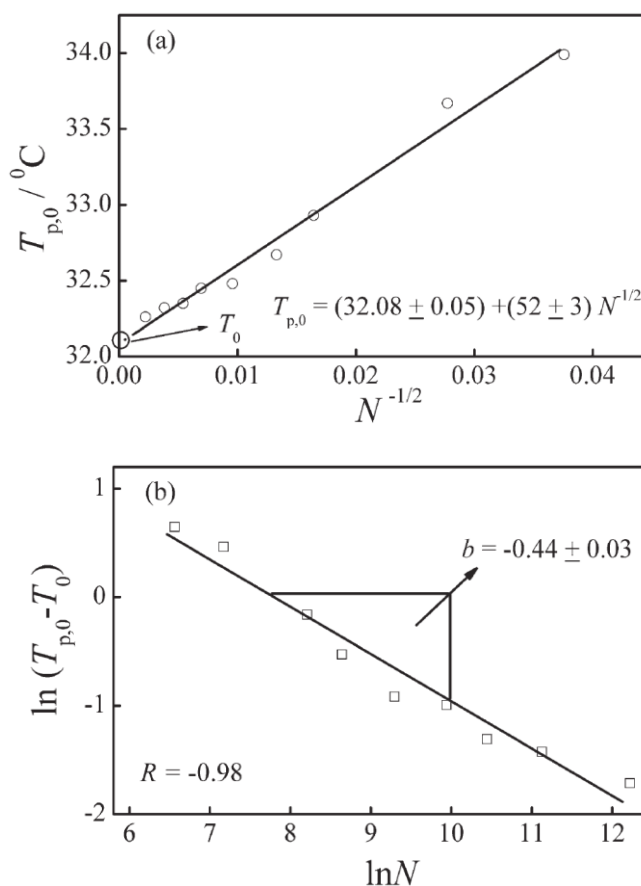 (a)
34.0
33.5
33.0
32.5
32.0
T_p,0 / ⁰C
T_p,0 = (32.08 ± 0.05) +(52 ± 3) N^-1/2
T_0
0.00 0.01 0.02 0.03 0.04
N^-1/2
(b)
1
0
-1
-2
ln (T_p,0-T_0)
b = -0.44 ± 0.03
R = -0.98
6 7 8 9 10 11 12
lnN